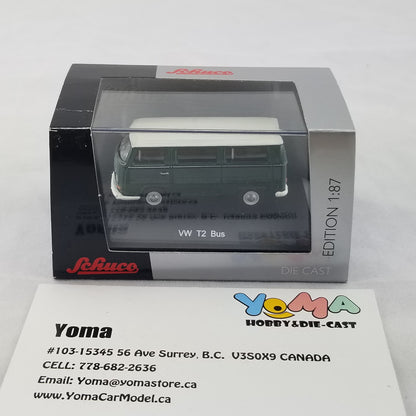 Schuco
VW T2 Bus
Schuco
EDITION 1:87
DIE CAST
YOMA
HOBBY&DIE-CAST
Yoma
#103-15345 56 Ave Surrey, B.C. V3S0X9 CANADA
CELL: 778-682-2636
Email: Yoma@yomastore.ca
www.YomaCarModel.ca